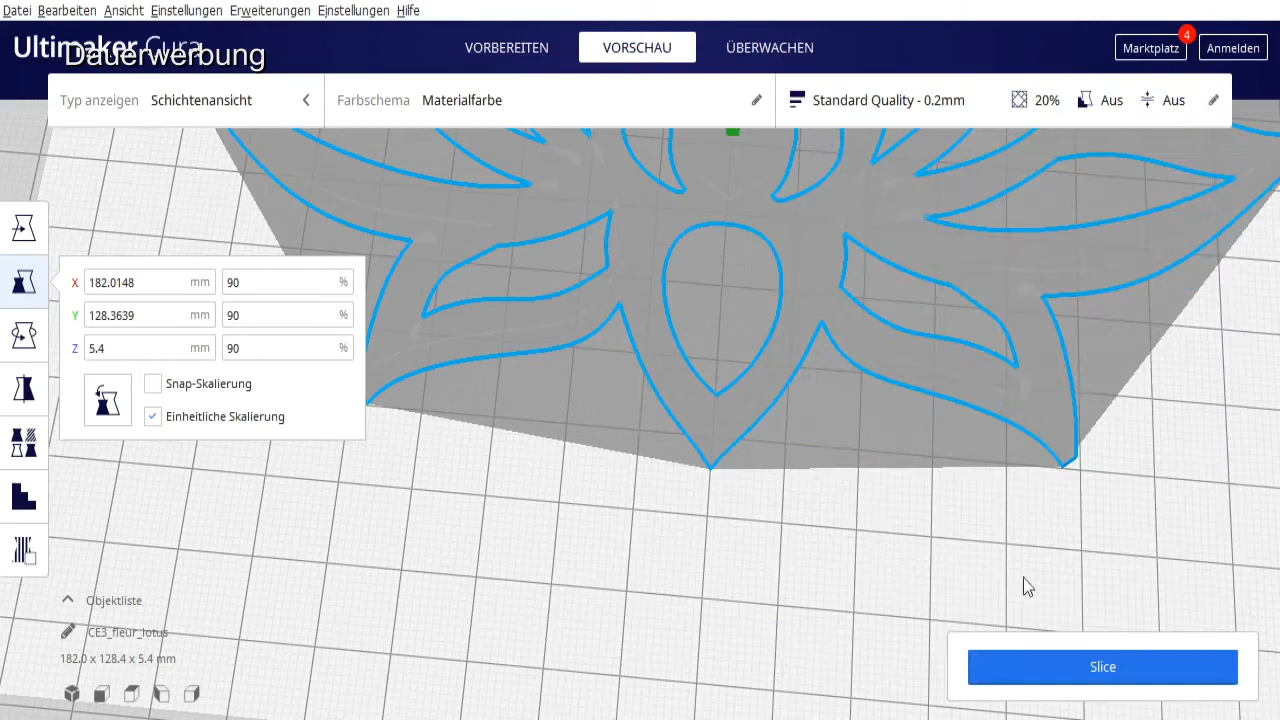 Datei Bearbeiten Ansicht Einstellungen Erweiterungen Einstellungen Hilfe
Ultimaker Cura
Dauerwerbung
VORBEREITEN VORSCHAU ÜBERWACHEN
Marktplatz 4 Anmelden
Typ anzeigen Schichtenansicht Farbschema Materialfarbe Standard Quality - 0.2mm 20% Aus Aus
X 182.0148 mm 90 %
Y 128.3639 mm 90 %
Z 5.4 mm 90 %
Snap-Skalierung
Einheitliche Skalierung
Objektliste
CE3_fleur_lotus
182.0 x 128.4 x 5.4 mm
Slice